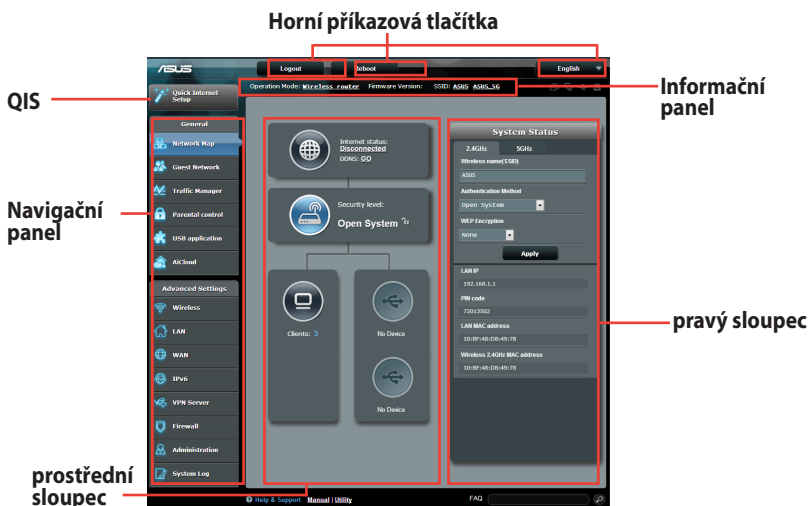 Horní příkazová tlačítka
QIS
Navigační
panel
prostřední
sloupec
Informační
panel
pravý sloupec
ASUS
Logout
Reboot
English
Quick Internet
Setup
Operation Mode: Wireless router Firmware Version: SSID: ASUS ASUS_5G
General
Network Map
Guest Network
Traffic Manager
Parental control
USB application
AiCloud
Advanced Settings
Wireless
LAN
WAN
IPv6
VPN Server
Firewall
Administration
System Log
Internet status:
Disconnected
DDNS: GO
Security level:
Open System
Clients: 3
No Device
No Device
System Status
2.4GHz 5GHz
Wireless name(SSID)
ASUS
Authentication Method
Open System
WEP Encryption
None
Apply
LAN IP
192.168.1.1
PIN code
72013502
LAN MAC address
10:BF:48:D8:49:78
Wireless 2.4GHz MAC address
10:BF:48:D8:49:78
Help & Support Manual | Utility
FAQ